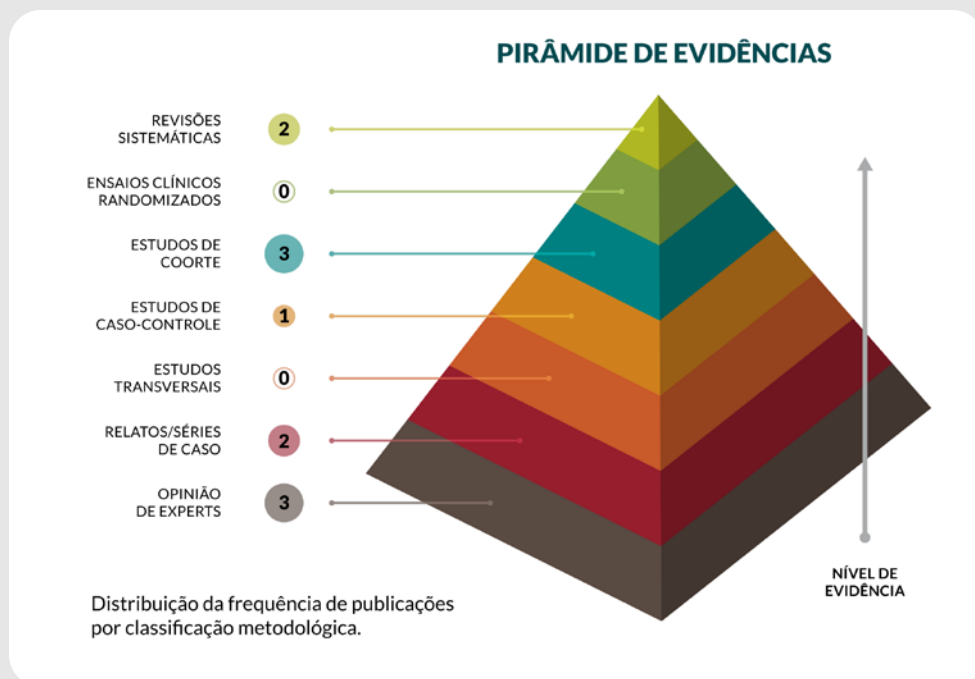 PIRÂMIDE DE EVIDÊNCIAS
REVISÕES
SISTEMÁTICAS
2
ENSAIOS CLÍNICOS
RANDOMIZADOS
0
ESTUDOS DE
COORTE
3
ESTUDOS DE
CASO-CONTROLE
1
ESTUDOS
TRANSVERSAIS
0
RELATOS/SÉRIES
DE CASO
2
OPINIÃO
DE EXPERTS
3
NÍVEL DE
EVIDÊNCIA
Distribuição da frequência de publicações
por classificação metodológica.